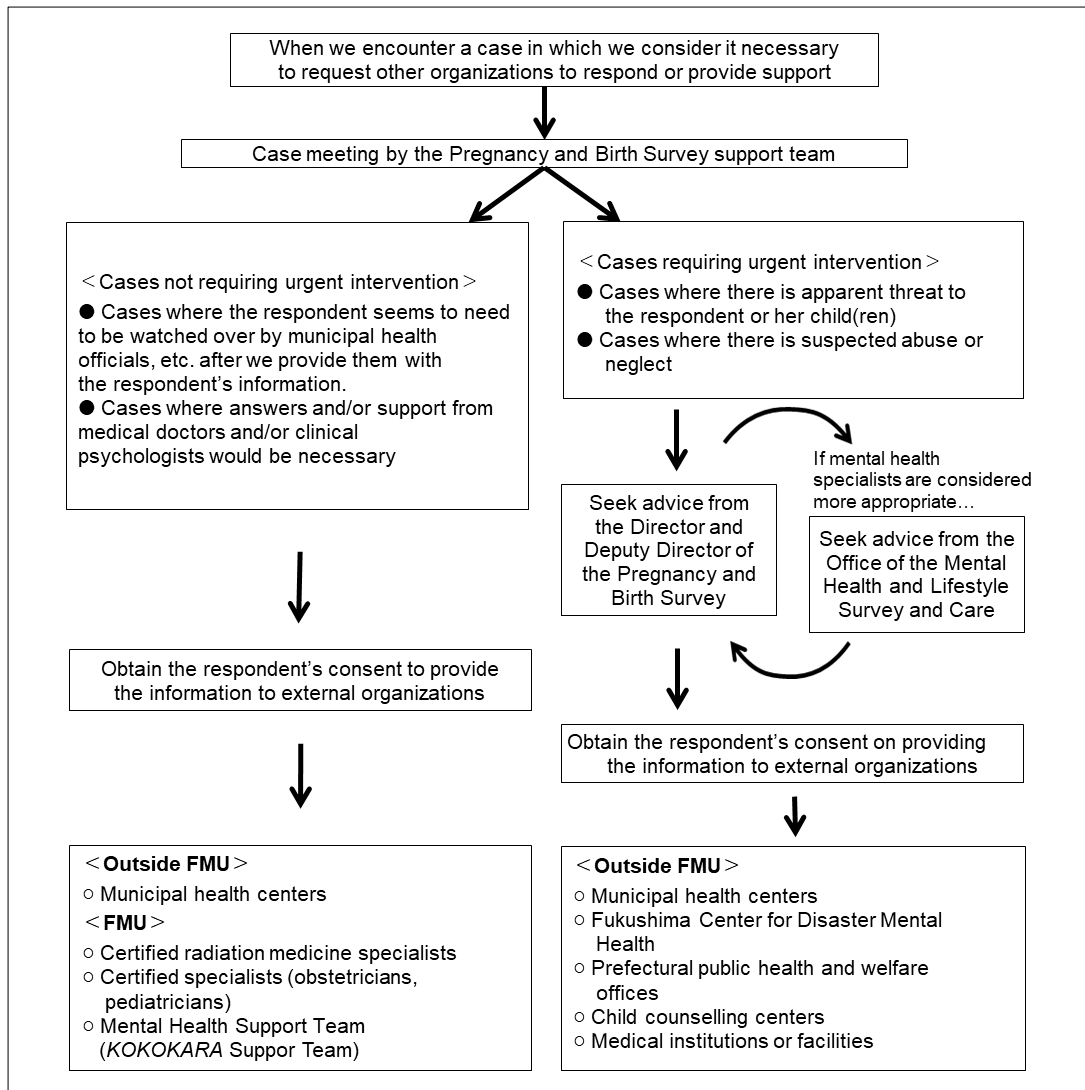 When we encounter a case in which we consider it necessary
to request other organizations to respond or provide support
Case meeting by the Pregnancy and Birth Survey support team
＜Cases not requiring urgent intervention＞
● Cases where the respondent seems to need
to be watched over by municipal health
officials, etc. after we provide them with
the respondent’s information.
● Cases where answers and/or support from
medical doctors and/or clinical
psychologists would be necessary
＜Cases requiring urgent intervention＞
● Cases where there is apparent threat to
the respondent or her child(ren)
● Cases where there is suspected abuse or
neglect
If mental health
specialists are considered
more appropriate…
Seek advice from
the Director and
Deputy Director of
the Pregnancy and
Birth Survey
Seek advice from the
Office of the Mental
Health and Lifestyle
Survey and Care
Obtain the respondent’s consent to provide
the information to external organizations
Obtain the respondent’s consent on providing
the information to external organizations
＜Outside FMU＞
○ Municipal health centers
＜FMU＞
○ Certified radiation medicine specialists
○ Certified specialists (obstetricians,
pediatricians)
○ Mental Health Support Team
(KOKOKARA Suppor Team)
＜Outside FMU＞
○ Municipal health centers
○ Fukushima Center for Disaster Mental
Health
○ Prefectural public health and welfare
offices
○ Child counselling centers
○ Medical institutions or facilities